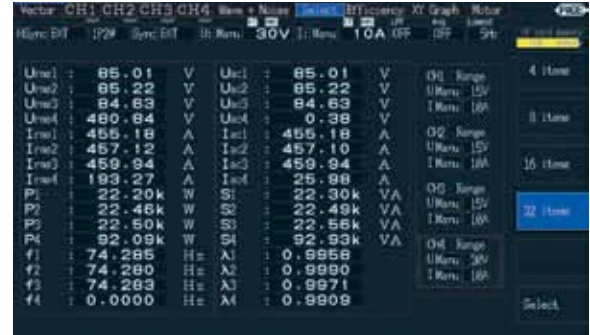 Vector CH1 CH2 CH3 CH4 Wave + Noise Select Efficiency XY Graph Motor
HSync:EXT 1P2W Sync:EXT U: Manu 30V I: Manu 10A OFF OFF 5Hz
Urms1 : 85.01 V Uac1 : 85.01 V
Urms2 : 85.22 V Uac2 : 85.22 V
Urms3 : 84.63 V Uac3 : 84.63 V
Urms4 : 480.84 V Uac4 : 0.38 V
Irms1 : 455.18 A Iac1 : 455.18 A
Irms2 : 457.12 A Iac2 : 457.10 A
Irms3 : 459.94 A Iac3 : 459.94 A
Irms4 : 193.27 A Iac4 : 25.98 A
P1 : 22.20k W S1 : 22.30k VA
P2 : 22.46k W S2 : 22.49k VA
P3 : 22.50k W S3 : 22.56k VA
P4 : 92.09k W S4 : 92.93k VA
f1 : 74.285 Hz λ1 : 0.9958
f2 : 74.280 Hz λ2 : 0.9990
f3 : 74.283 Hz λ3 : 0.9971
f4 : 0.0000 Hz λ4 : 0.9909
CH1 Range
U Manu 15V
I Manu 10A
CH2 Range
U Manu 15V
I Manu 10A
CH3 Range
U Manu 15V
I Manu 10A
CH4 Range
U Manu 30V
I Manu 10A
4 Items
8 Items
16 Items
32 Items
Select